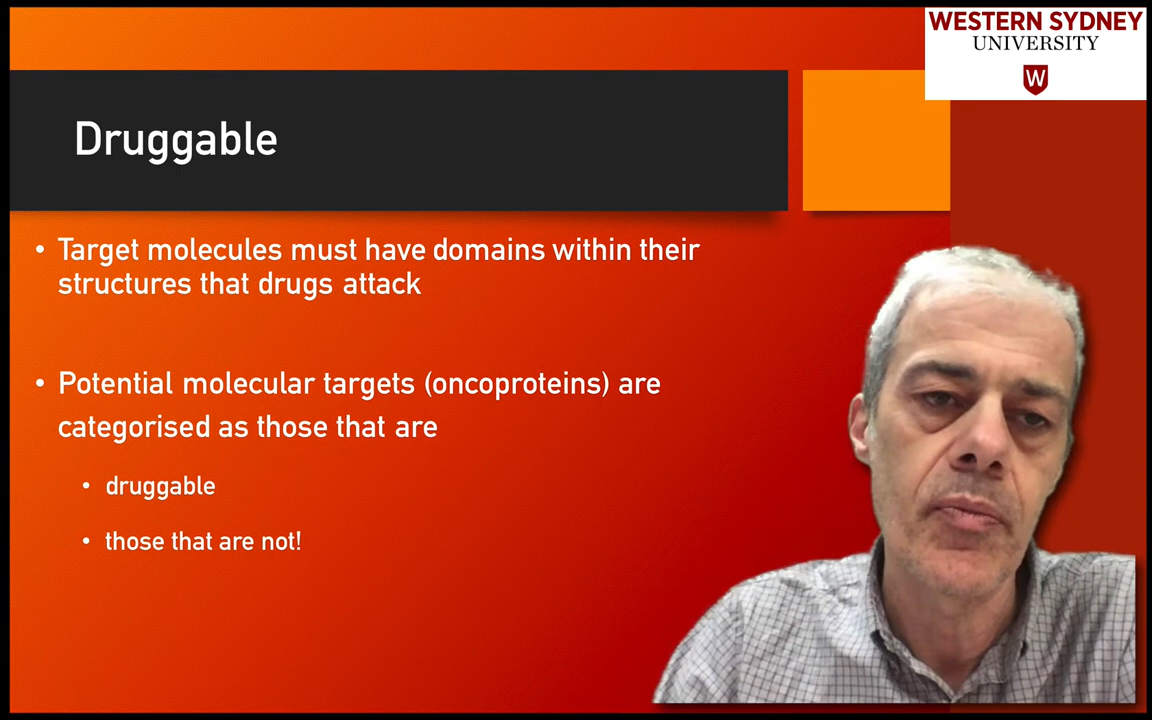 WESTERN SYDNEY
UNIVERSITY
W
Druggable
• Target molecules must have domains within their
structures that drugs attack
• Potential molecular targets (oncoproteins) are
categorised as those that are
• druggable
• those that are not!